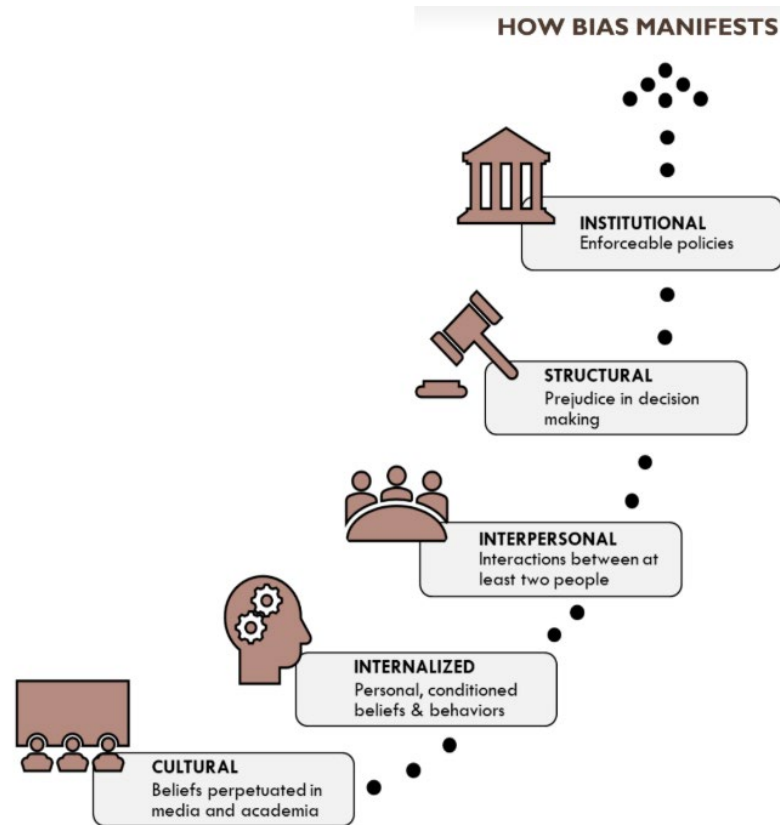 HOW BIAS MANIFESTS
INSTITUTIONAL
Enforceable policies
STRUCTURAL
Prejudice in decision
making
INTERPERSONAL
Interactions between at
least two people
INTERNALIZED
Personal, conditioned
beliefs & behaviors
CULTURAL
Beliefs perpetuated in
media and academia